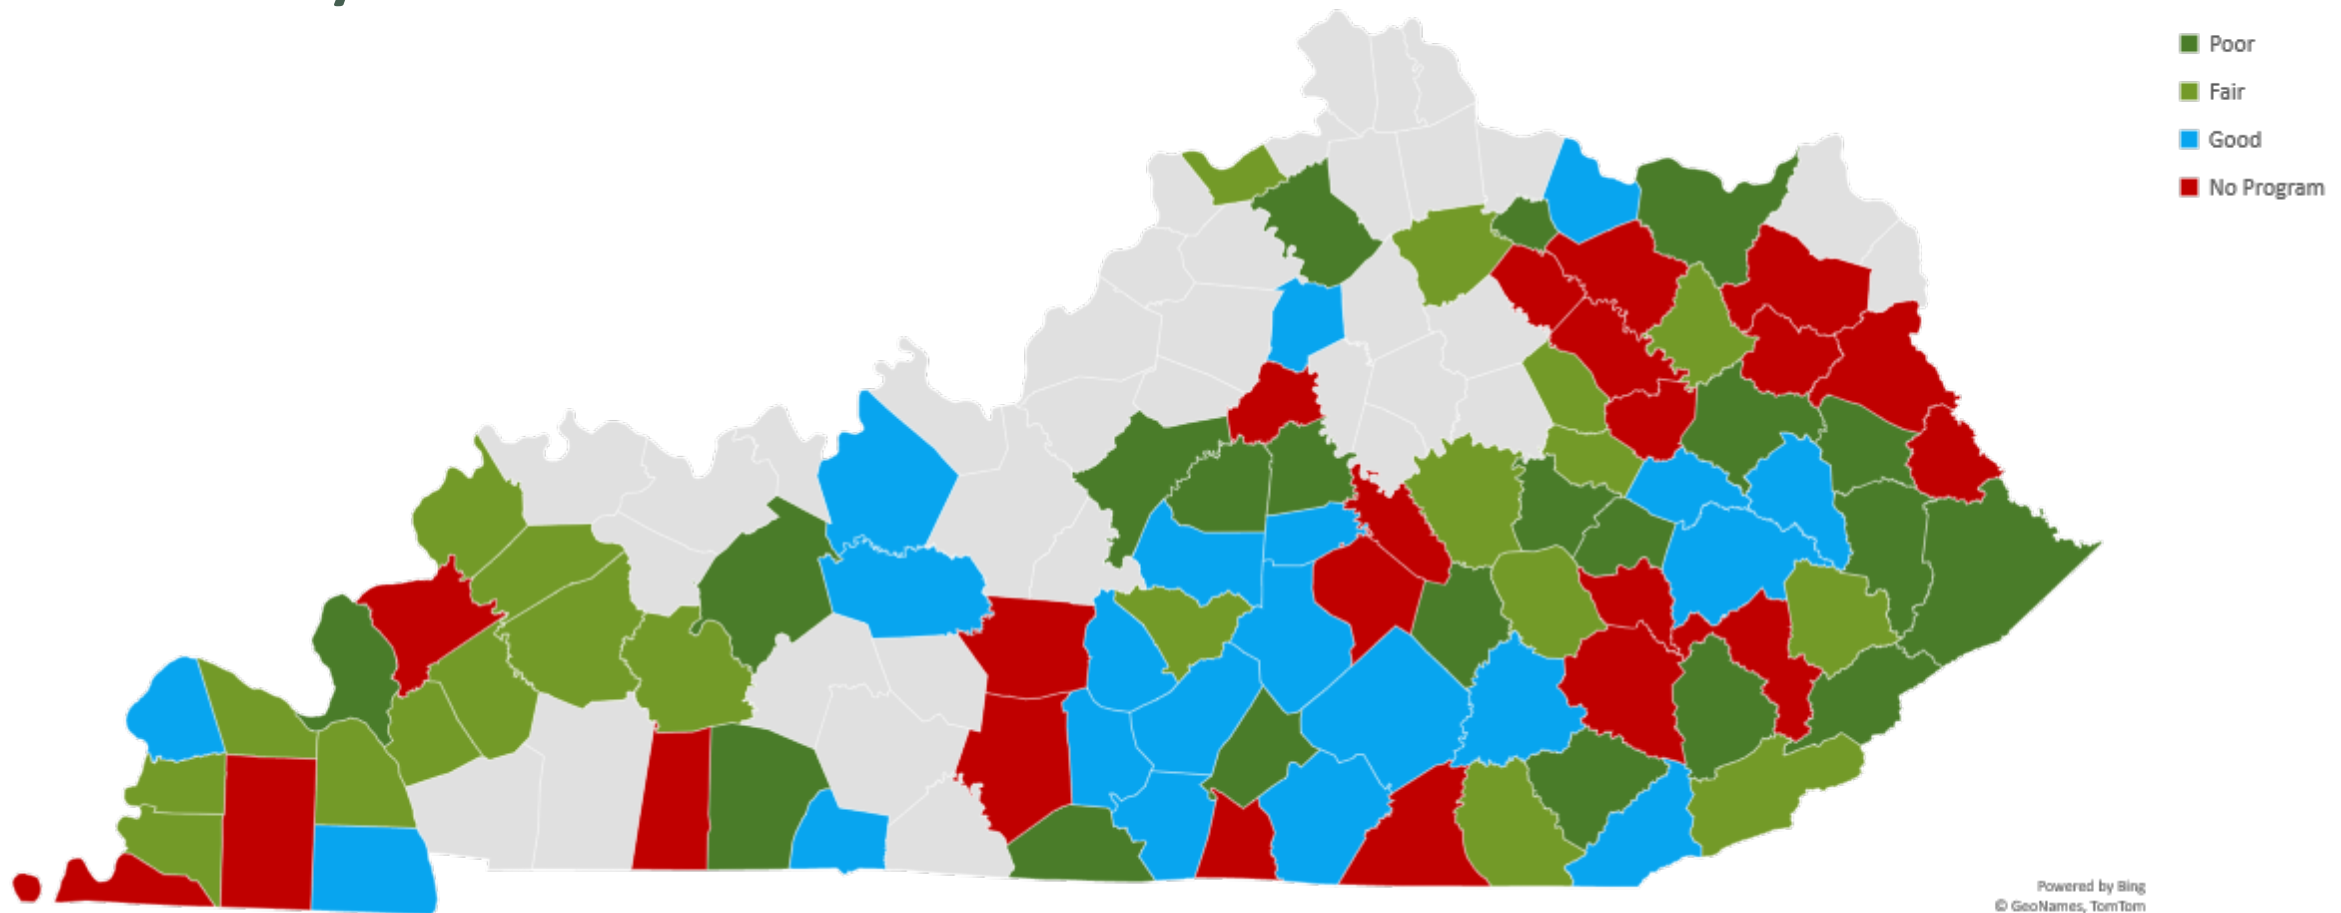 Poor
Fair
Good
No Program
Powered by Bing
© GeoNames, TomTom